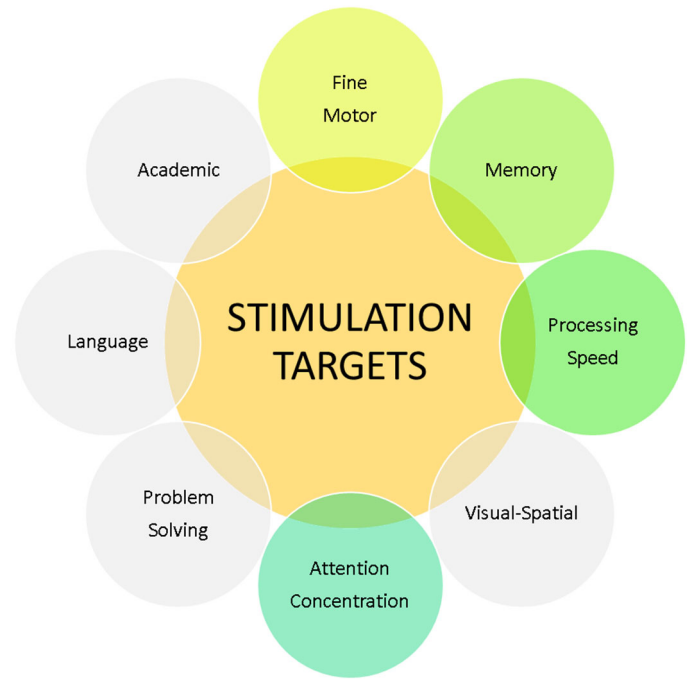 Fine
Motor
Memory
Processing
Speed
Visual-Spatial
Attention
Concentration
Problem
Solving
Language
Academic
STIMULATION
TARGETS